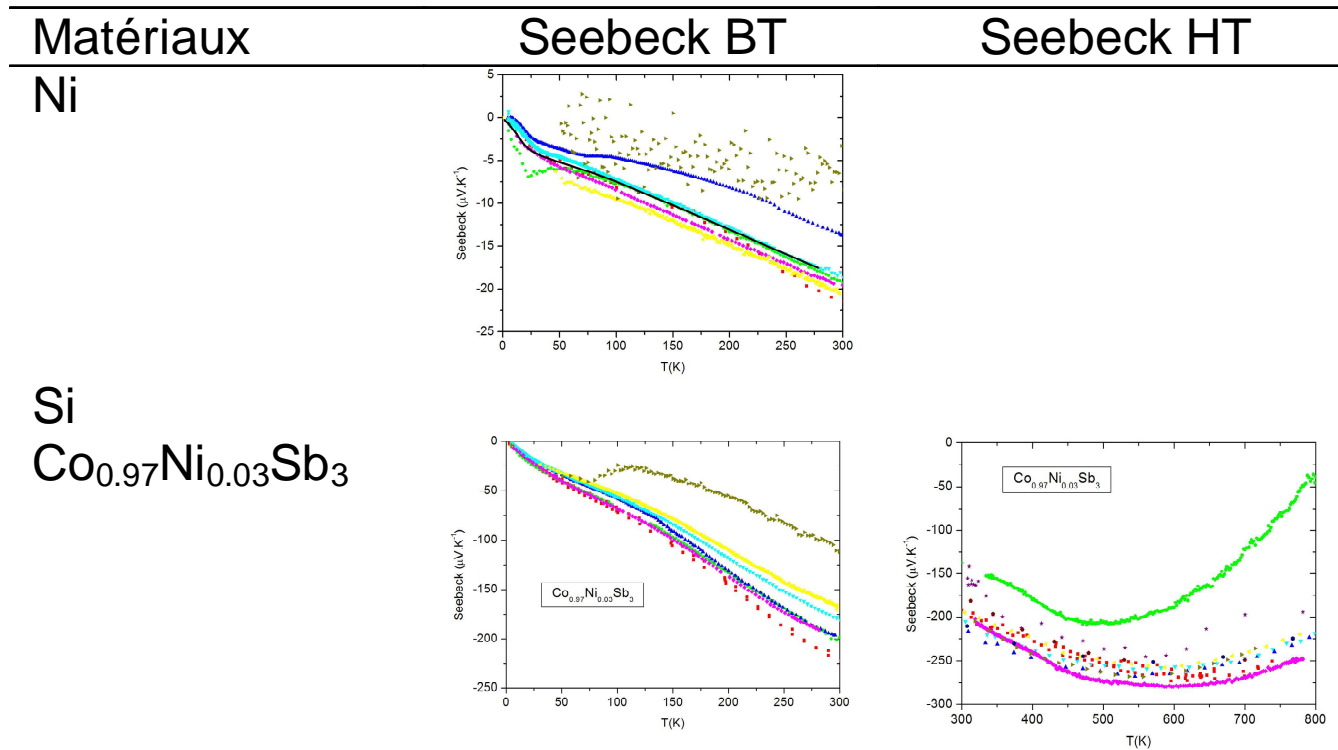 Matériaux Seebeck BT Seebeck HT
Ni
5
0
-5
-10
-15
-20
-25
Seebeck (μV.K⁻¹)
0 50 100 150 200 250 300
T(K)
Si
Co₀.₉₇Ni₀.₀₃Sb₃
0
-50
-100
-150
-200
-250
Seebeck (μV.K⁻¹)
Co₀.₉₇Ni₀.₀₃Sb₃
0 50 100 150 200 250 300
T(K)
0
-50
-100
-150
-200
-250
-300
Seebeck (μV.K⁻¹)
Co₀.₉₇Ni₀.₀₃Sb₃
300 400 500 600 700 800
T(K)